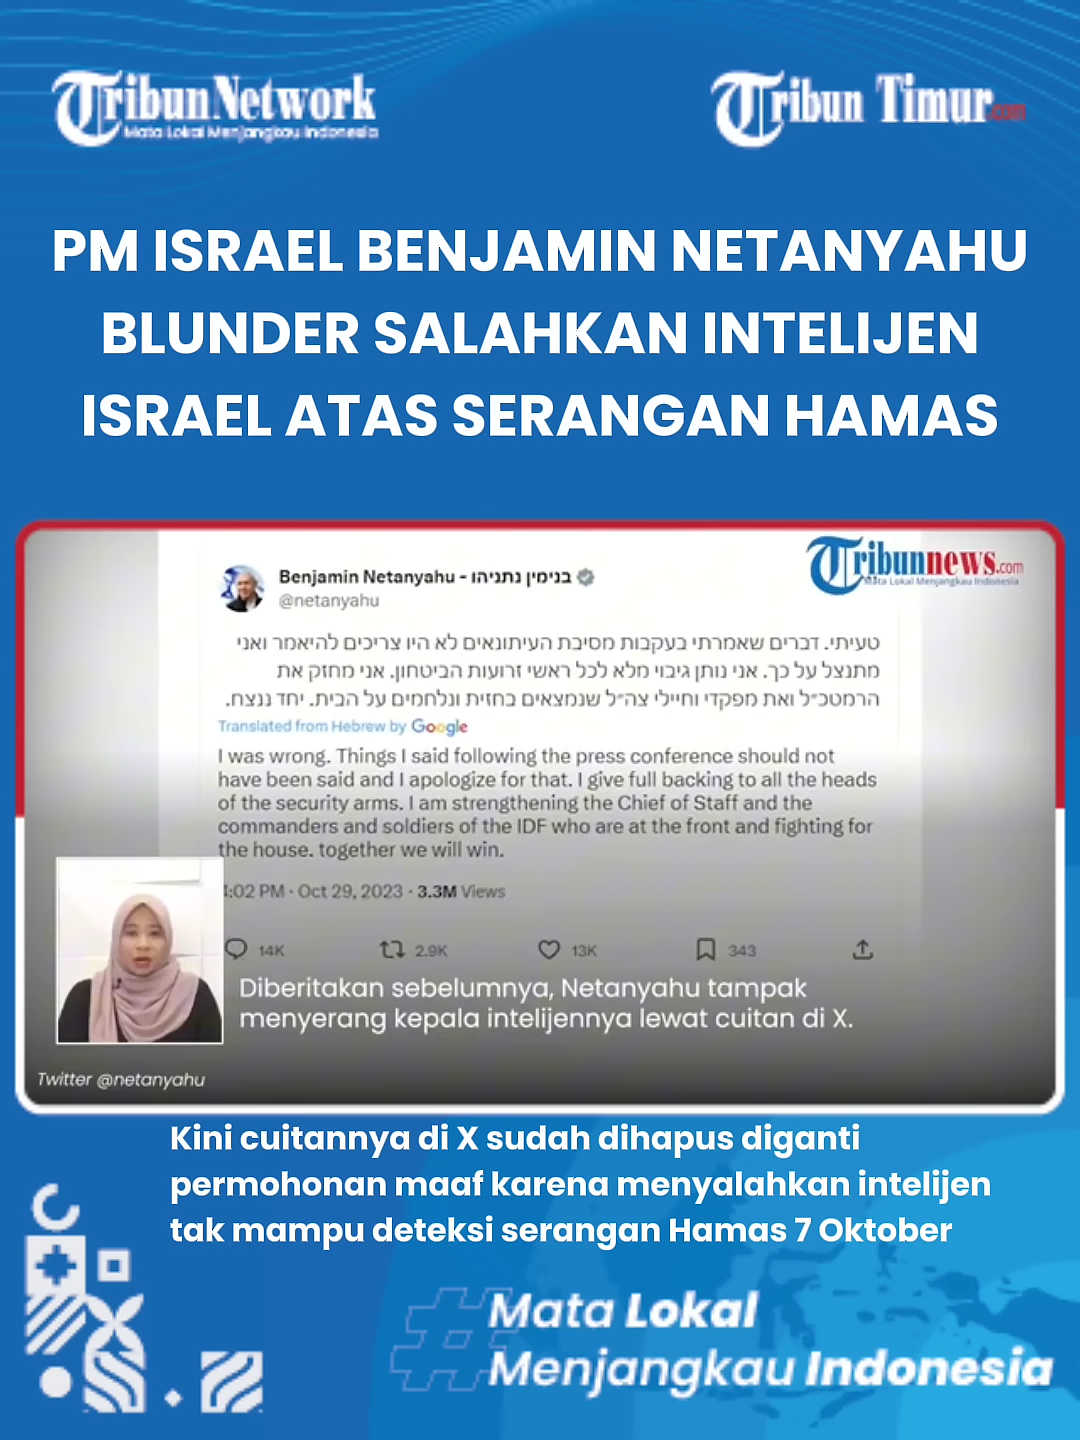 Tribun Network
Mata Lokal Menjangkau Indonesia
Tribun Timur.com
PM ISRAEL BENJAMIN NETANYAHU
BLUNDER SALAHKAN INTELIJEN
ISRAEL ATAS SERANGAN HAMAS
Tribunnews.com
Mata Lokal Menjangkau Indonesia
Benjamin Netanyahu - בנימין נתניהו
@netanyahu
טעיתי. דברים שאמרתי בעקבות מסיבת העיתונאים לא היו צריכים להיאמר ואני
מתנצל על כך. אני נותן גיבוי מלא לכל ראשי זרועות הביטחון. אני מחזק את
הרמטכ״ל ואת מפקדי וחיילי צה״ל שנמצאים בחזית ונלחמים על הבית. יחד ננצח.
Translated from Hebrew by Google
I was wrong. Things I said following the press conference should not
have been said and I apologize for that. I give full backing to all the heads
of the security arms. I am strengthening the Chief of Staff and the
commanders and soldiers of the IDF who are at the front and fighting for
the house. together we will win.
:02 PM · Oct 29, 2023 · 3.3M Views
14K 2.9K 13K 343
Diberitakan sebelumnya, Netanyahu tampak
menyerang kepala intelijennya lewat cuitan di X.
Twitter @netanyahu
Kini cuitannya di X sudah dihapus diganti
permohonan maaf karena menyalahkan intelijen
tak mampu deteksi serangan Hamas 7 Oktober
#Mata Lokal
Menjangkau Indonesia